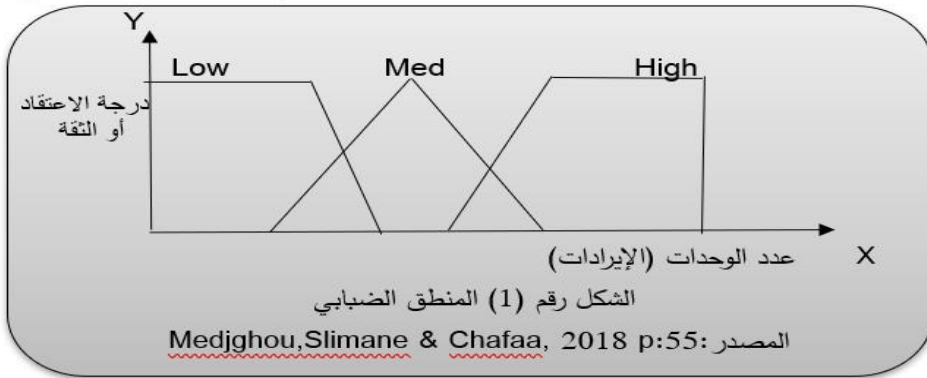 Y
Low Med High
درجة الاعتقاد
أو الثقة
عدد الوحدات (الإيرادات) X
الشكل رقم (1) المنطق الضبابي
المصدر: Medjghou,Slimane & Chafaa, 2018 p:55